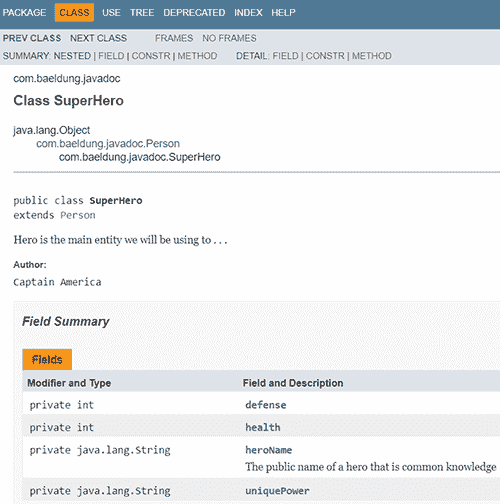 PACKAGE CLASS USE TREE DEPRECATED INDEX HELP
PREV CLASS NEXT CLASS FRAMES NO FRAMES
SUMMARY: NESTED | FIELD | CONSTR | METHOD DETAIL: FIELD | CONSTR | METHOD
com.baeldung.javadoc
Class SuperHero
java.lang.Object
com.baeldung.javadoc.Person
com.baeldung.javadoc.SuperHero
public class SuperHero
extends Person
Hero is the main entity we will be using to . . .
Author:
Captain America
Field Summary
Fields
Modifier and Type Field and Description
private int defense
private int health
private java.lang.String heroName
The public name of a hero that is common knowledge
private java.lang.String uniquePower